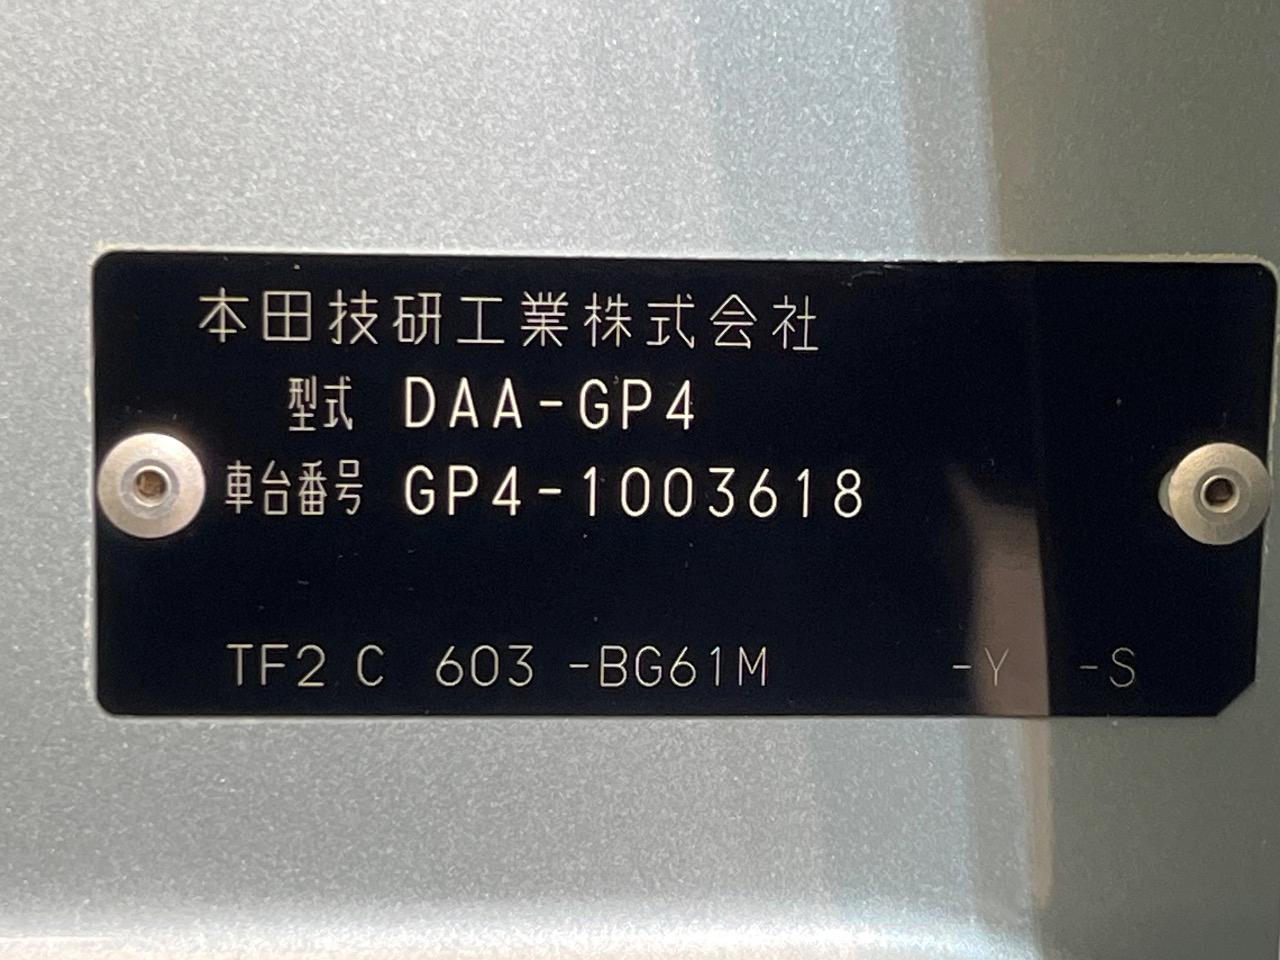 本田技研工業株式会社
型式 DAA-GP4
車台番号 GP4-1003618
TF2 C 603 -BG61M -Y -S